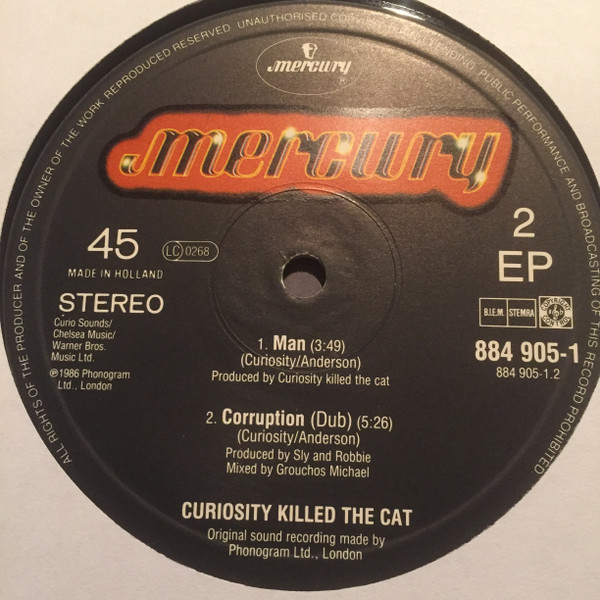 ALL RIGHTS OF THE PRODUCER AND OF THE OWNER OF THE WORK REPRODUCED RESERVED UNAUTHORISED PUBLIC PERFORMANCE AND BROADCASTING OF THIS RECORD PROHIBITED
mercury ®
mercury
45
LC 0268
2
MADE IN HOLLAND
EP
STEREO
Curio Sounds/
Chelsea Music/
Warner Bros.
Music Ltd.
℗1986 Phonogram
Ltd., London
B.I.E.M. STEMRA COPYRIGHT CONTROL
884 905-1
884 905-1.2
1. Man (3:49)
(Curiosity/Anderson)
Produced by Curiosity killed the cat
2. Corruption (Dub) (5:26)
(Curiosity/Anderson)
Produced by Sly and Robbie
Mixed by Grouchos Michael
CURIOSITY KILLED THE CAT
Original sound recording made by
Phonogram Ltd., London